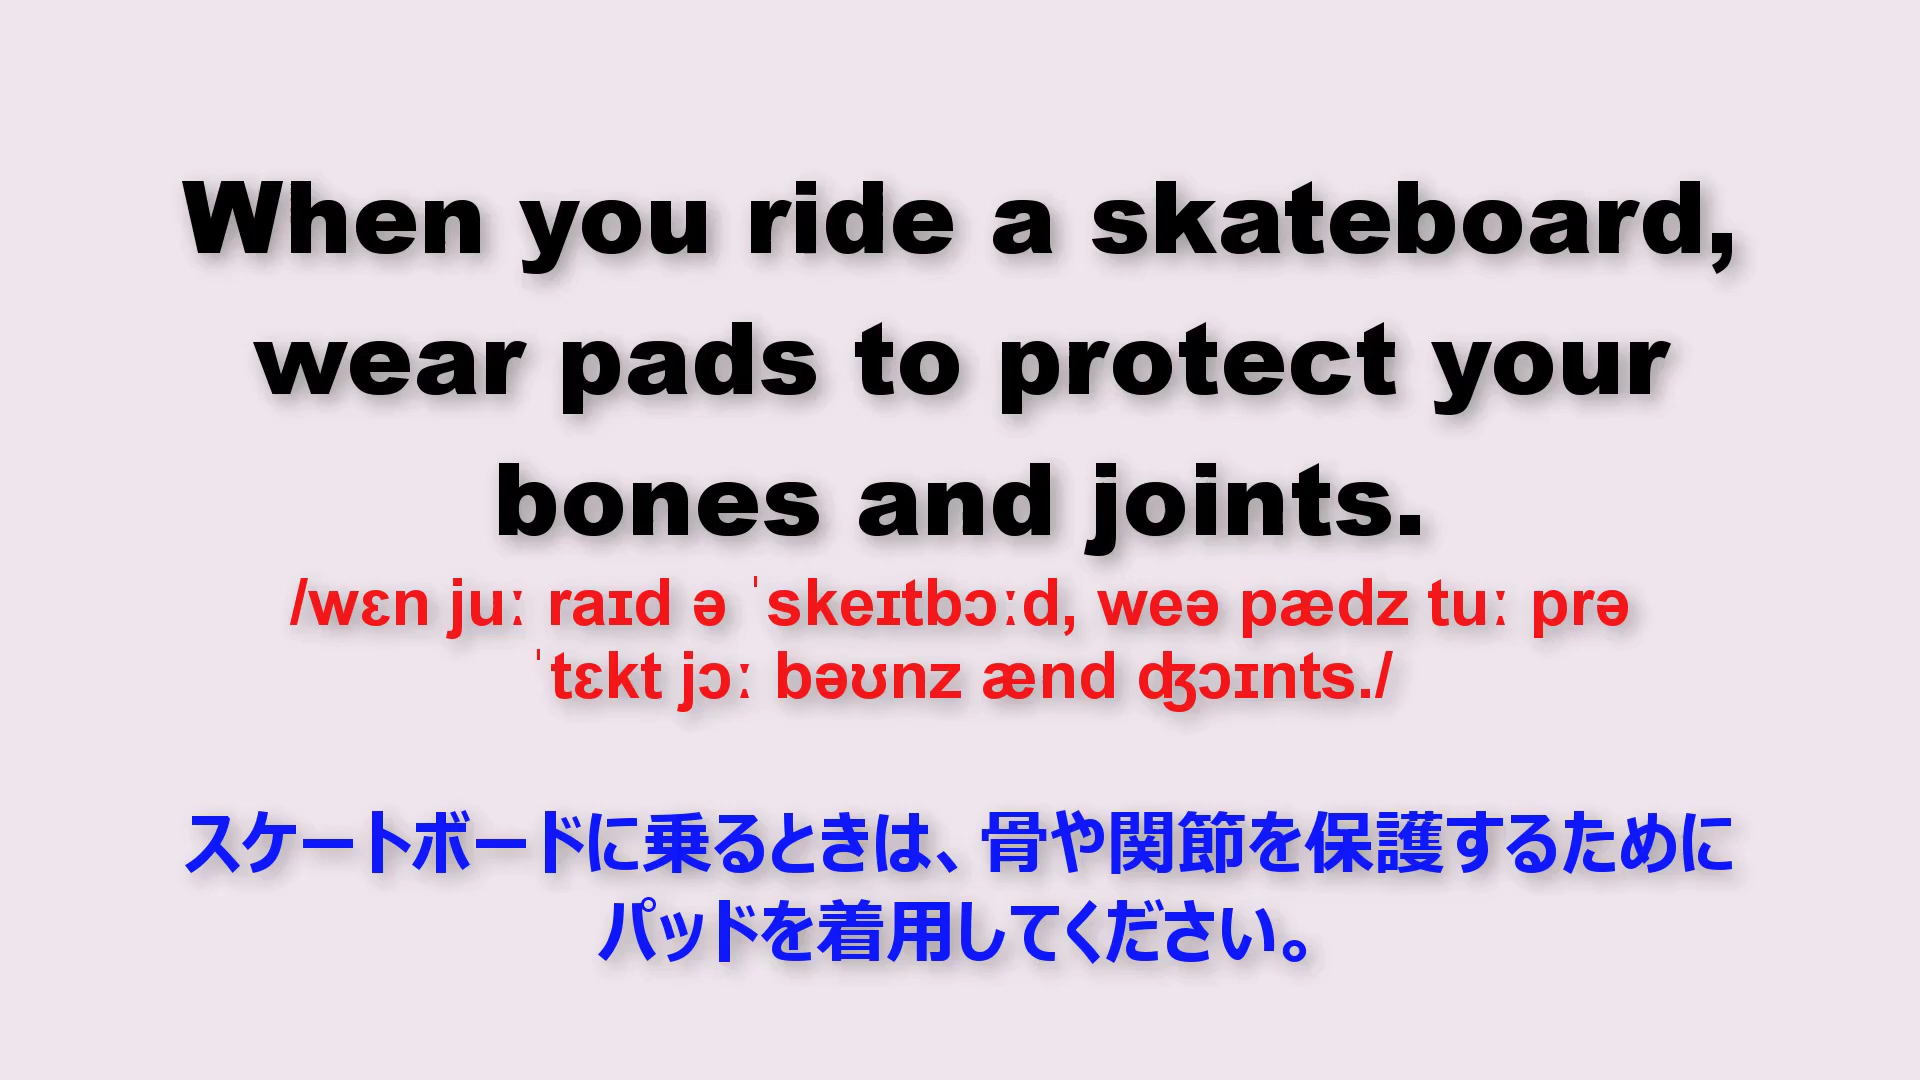 When you ride a skateboard,
wear pads to protect your
bones and joints.
/wɛn juː raɪd ə ˈskeɪtbɔːd, weə pædz tuː prə
ˈtɛkt jɔː bəʊnz ænd ʤɔɪnts./
スケートボードに乗るときは、骨や関節を保護するために
パッドを着用してください。